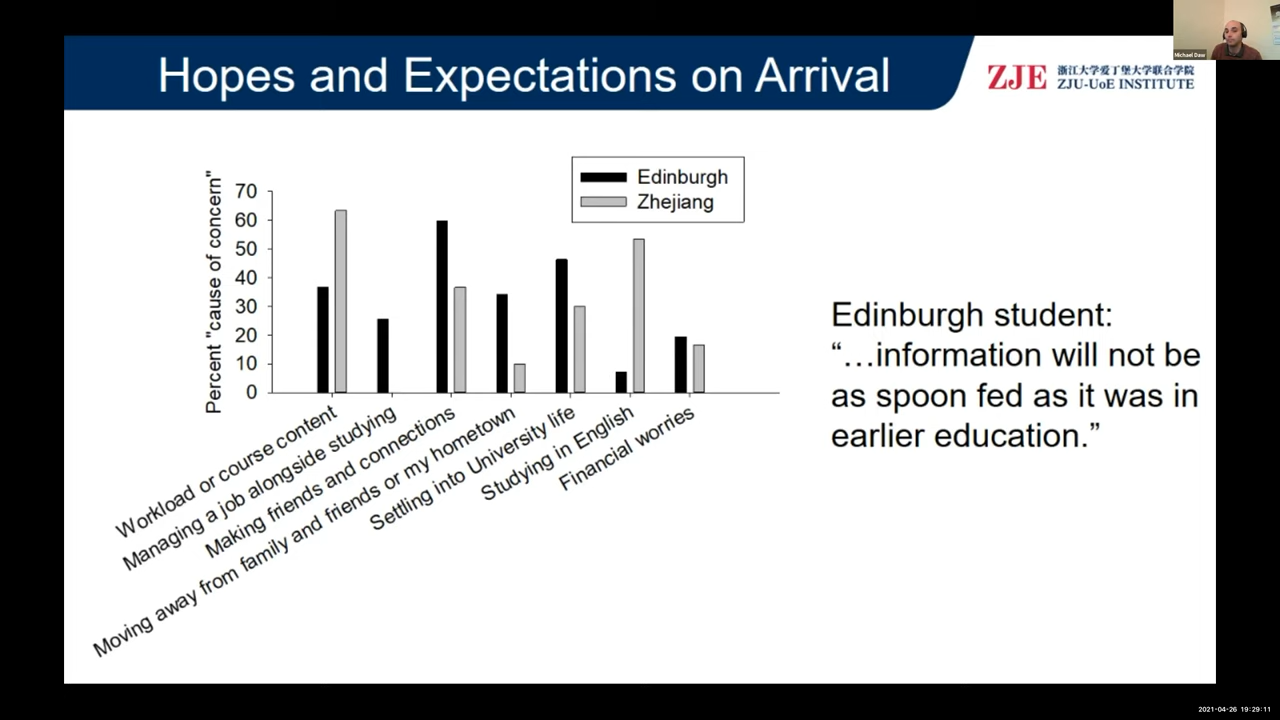 Michael Daw
Hopes and Expectations on Arrival
ZJE
浙江大学爱丁堡大学联合学院
ZJU-UoE INSTITUTE
Edinburgh
Zhejiang
Percent "cause of concern"
70
60
50
40
30
20
10
0
Workload or course content
Managing a job alongside studying
Making friends and connections
Moving away from family and friends or my hometown
Settling into University life
Studying in English
Financial worries
Edinburgh student:
“…information will not be
as spoon fed as it was in
earlier education.”
2021-04-26 19:29:11